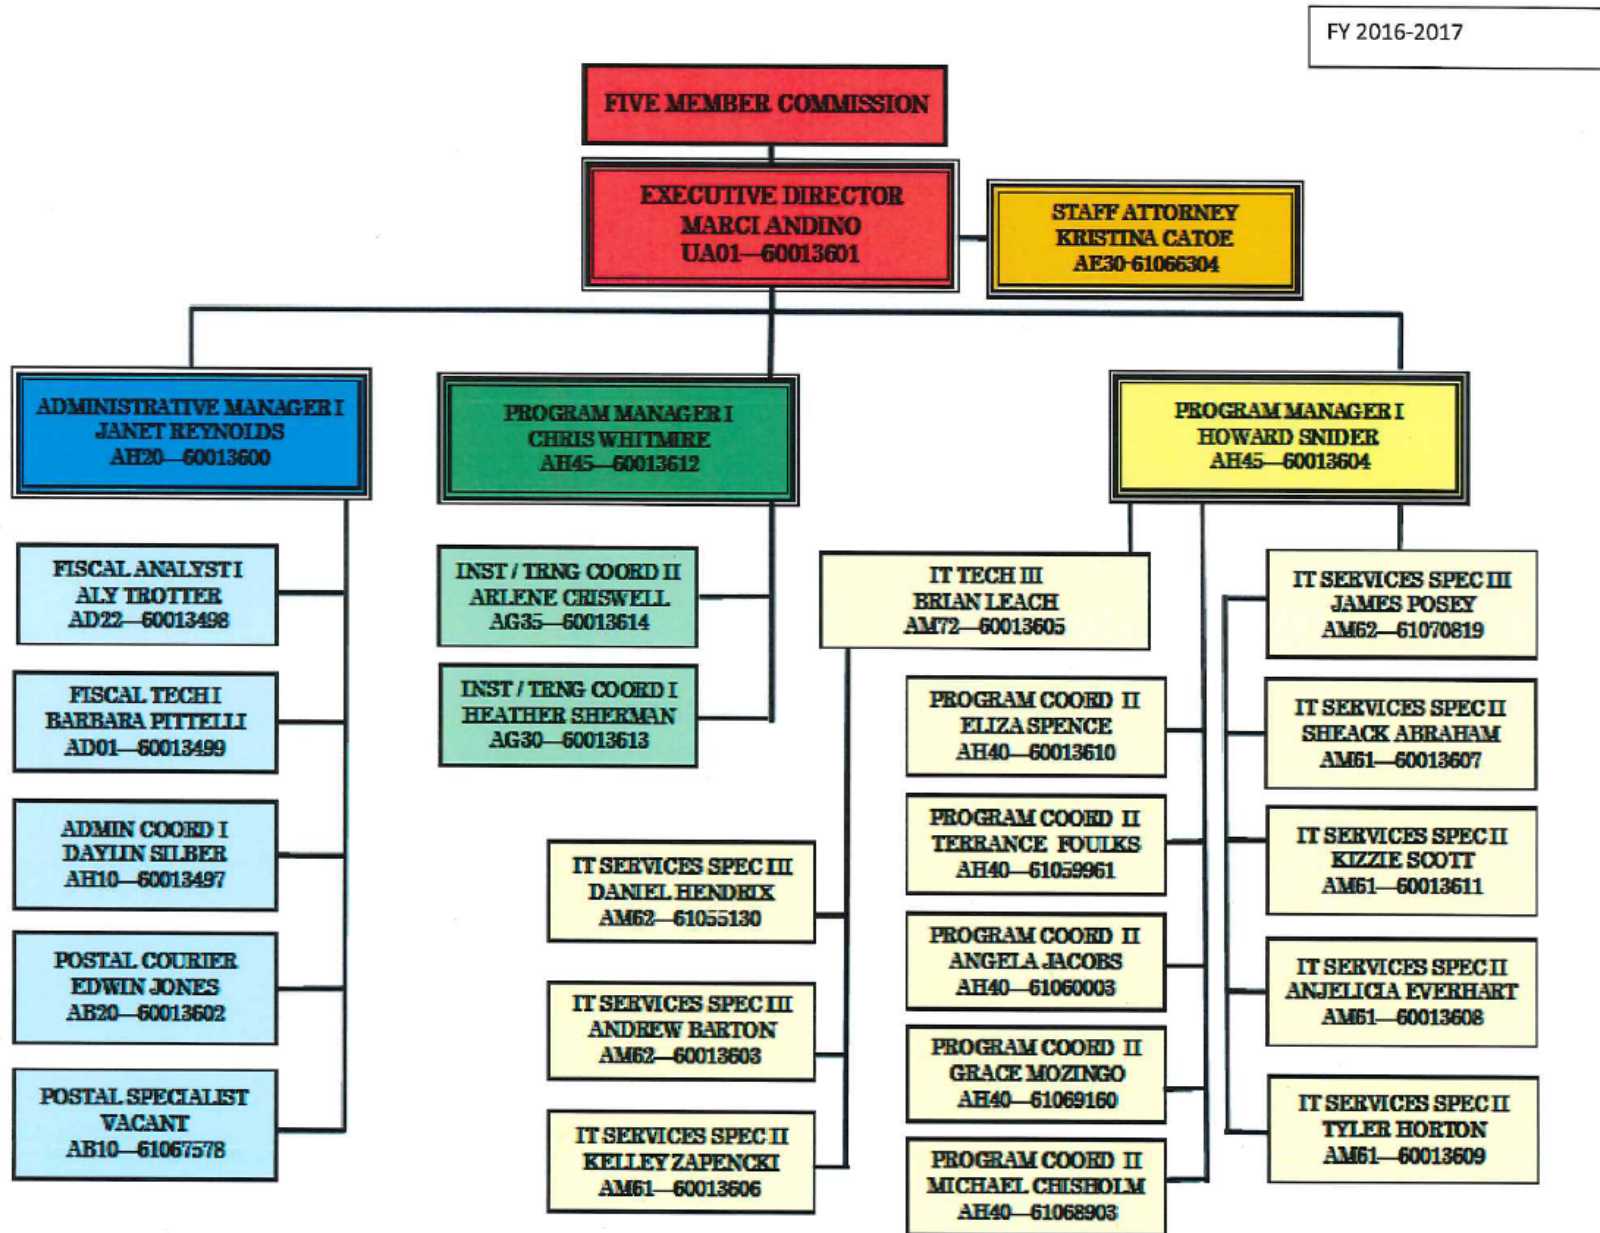 FY 2016-2017
FIVE MEMBER COMMISSION
EXECUTIVE DIRECTOR
MARCI ANDINO
UA01—60013601
STAFF ATTORNEY
KRISTINA CATOE
AE30-61066304
ADMINISTRATIVE MANAGER I
JANET REYNOLDS
AH20—60013600
PROGRAM MANAGER I
CHRIS WHITMIRE
AH45—60013612
PROGRAM MANAGER I
HOWARD SNIDER
AH45—60013604
FISCAL ANALYST I
ALY TROTTER
AD22—60013498
FISCAL TECH I
BARBARA PITTELLI
AD01—60013499
ADMIN COORD I
DAYLIN SILBER
AH10—60013497
POSTAL COURIER
EDWIN JONES
AB20—60013602
POSTAL SPECIALIST
VACANT
AB10—61067578
INST / TRNG COORD II
ARLENE CRISWELL
AG35—60013614
INST / TRNG COORD I
HEATHER SHERMAN
AG30—60013613
IT TECH III
BRIAN LEACH
AM72—60013605
IT SERVICES SPEC III
DANIEL HENDRIX
AM62—61055130
IT SERVICES SPEC III
ANDREW BARTON
AM62—60013603
IT SERVICES SPEC II
KELLEY ZAPENCKI
AM61—60013606
PROGRAM COORD II
ELIZA SPENCE
AH40—60013610
PROGRAM COORD II
TERRANCE FOULKS
AH40—61059961
PROGRAM COORD II
ANGELA JACOBS
AH40—61060003
PROGRAM COORD II
GRACE MOZINGO
AH40—61069160
PROGRAM COORD II
MICHAEL CHISHOLM
AH40—61068903
IT SERVICES SPEC III
JAMES POSEY
AM62—61070819
IT SERVICES SPEC II
SHEACK ABRAHAM
AM61—60013607
IT SERVICES SPEC II
KIZZIE SCOTT
AM61—60013611
IT SERVICES SPEC II
ANJELICIA EVERHART
AM61—60013608
IT SERVICES SPEC II
TYLER HORTON
AM61—60013609